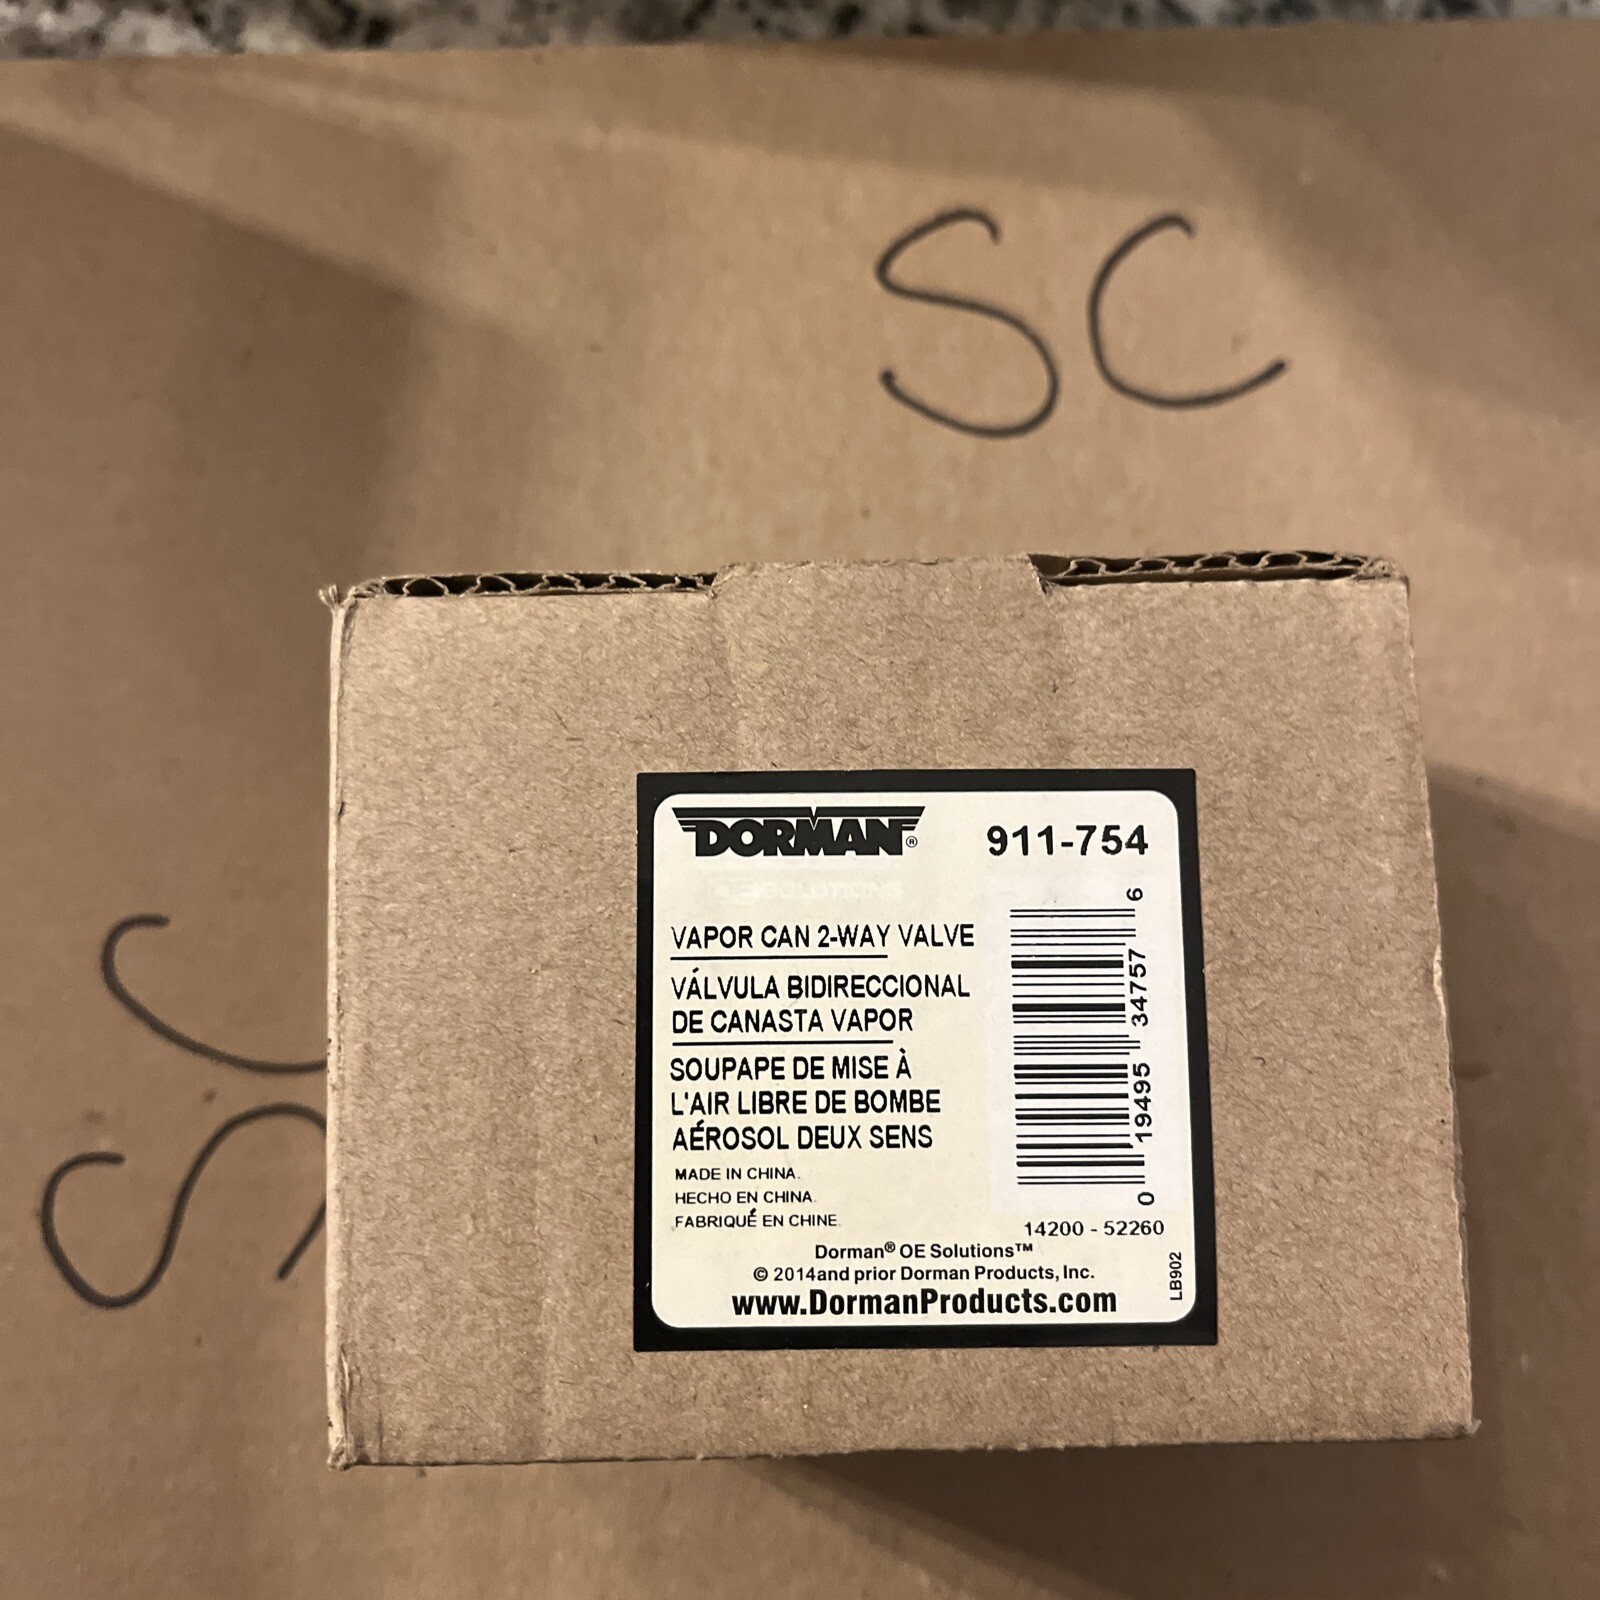 SC
SC
DORMAN®
911-754
SOLUTIONS
VAPOR CAN 2-WAY VALVE
VÁLVULA BIDIRECCIONAL
DE CANASTA VAPOR
SOUPAPE DE MISE À
L'AIR LIBRE DE BOMBE
AÉROSOL DEUX SENS
MADE IN CHINA.
HECHO EN CHINA.
FABRIQUÉ EN CHINE.
0 19495 34757 6
14200 - 52260
Dorman® OE Solutions™
© 2014and prior Dorman Products, Inc.
www.DormanProducts.com
LB902